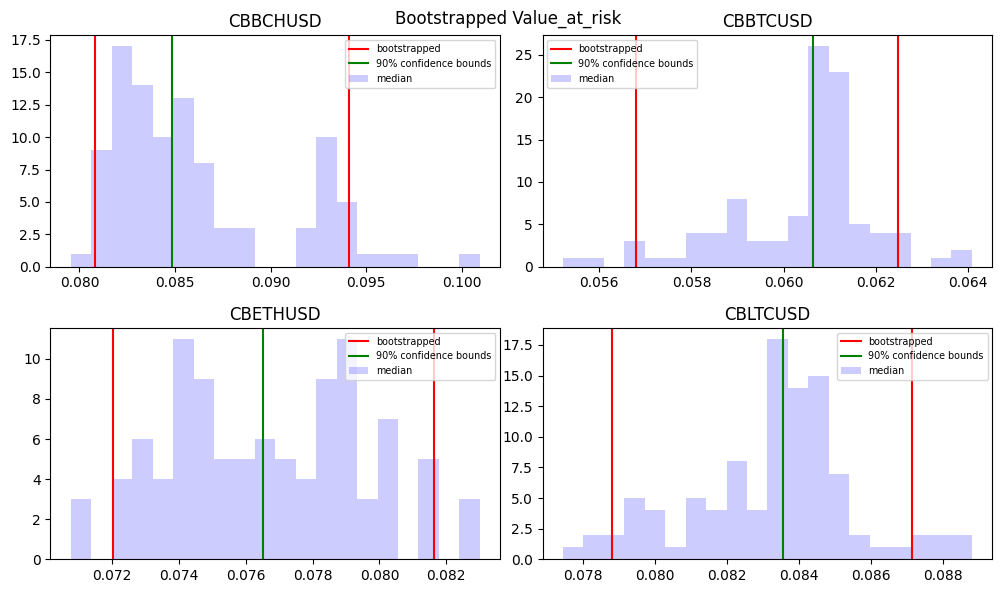 Bootstrapped Value_at_risk
CBBCHUSD
17.5
15.0
12.5
10.0
7.5
5.0
2.5
0.0
0.080
0.085
0.090
0.095
0.100
bootstrapped
90% confidence bounds
median
CBBTCUSD
25
20
15
10
5
0
0.056
0.058
0.060
0.062
0.064
bootstrapped
90% confidence bounds
median
CBETHUSD
10
8
6
4
2
0
0.072
0.074
0.076
0.078
0.080
0.082
bootstrapped
90% confidence bounds
median
CBLTCUSD
17.5
15.0
12.5
10.0
7.5
5.0
2.5
0.0
0.078
0.080
0.082
0.084
0.086
0.088
bootstrapped
90% confidence bounds
median